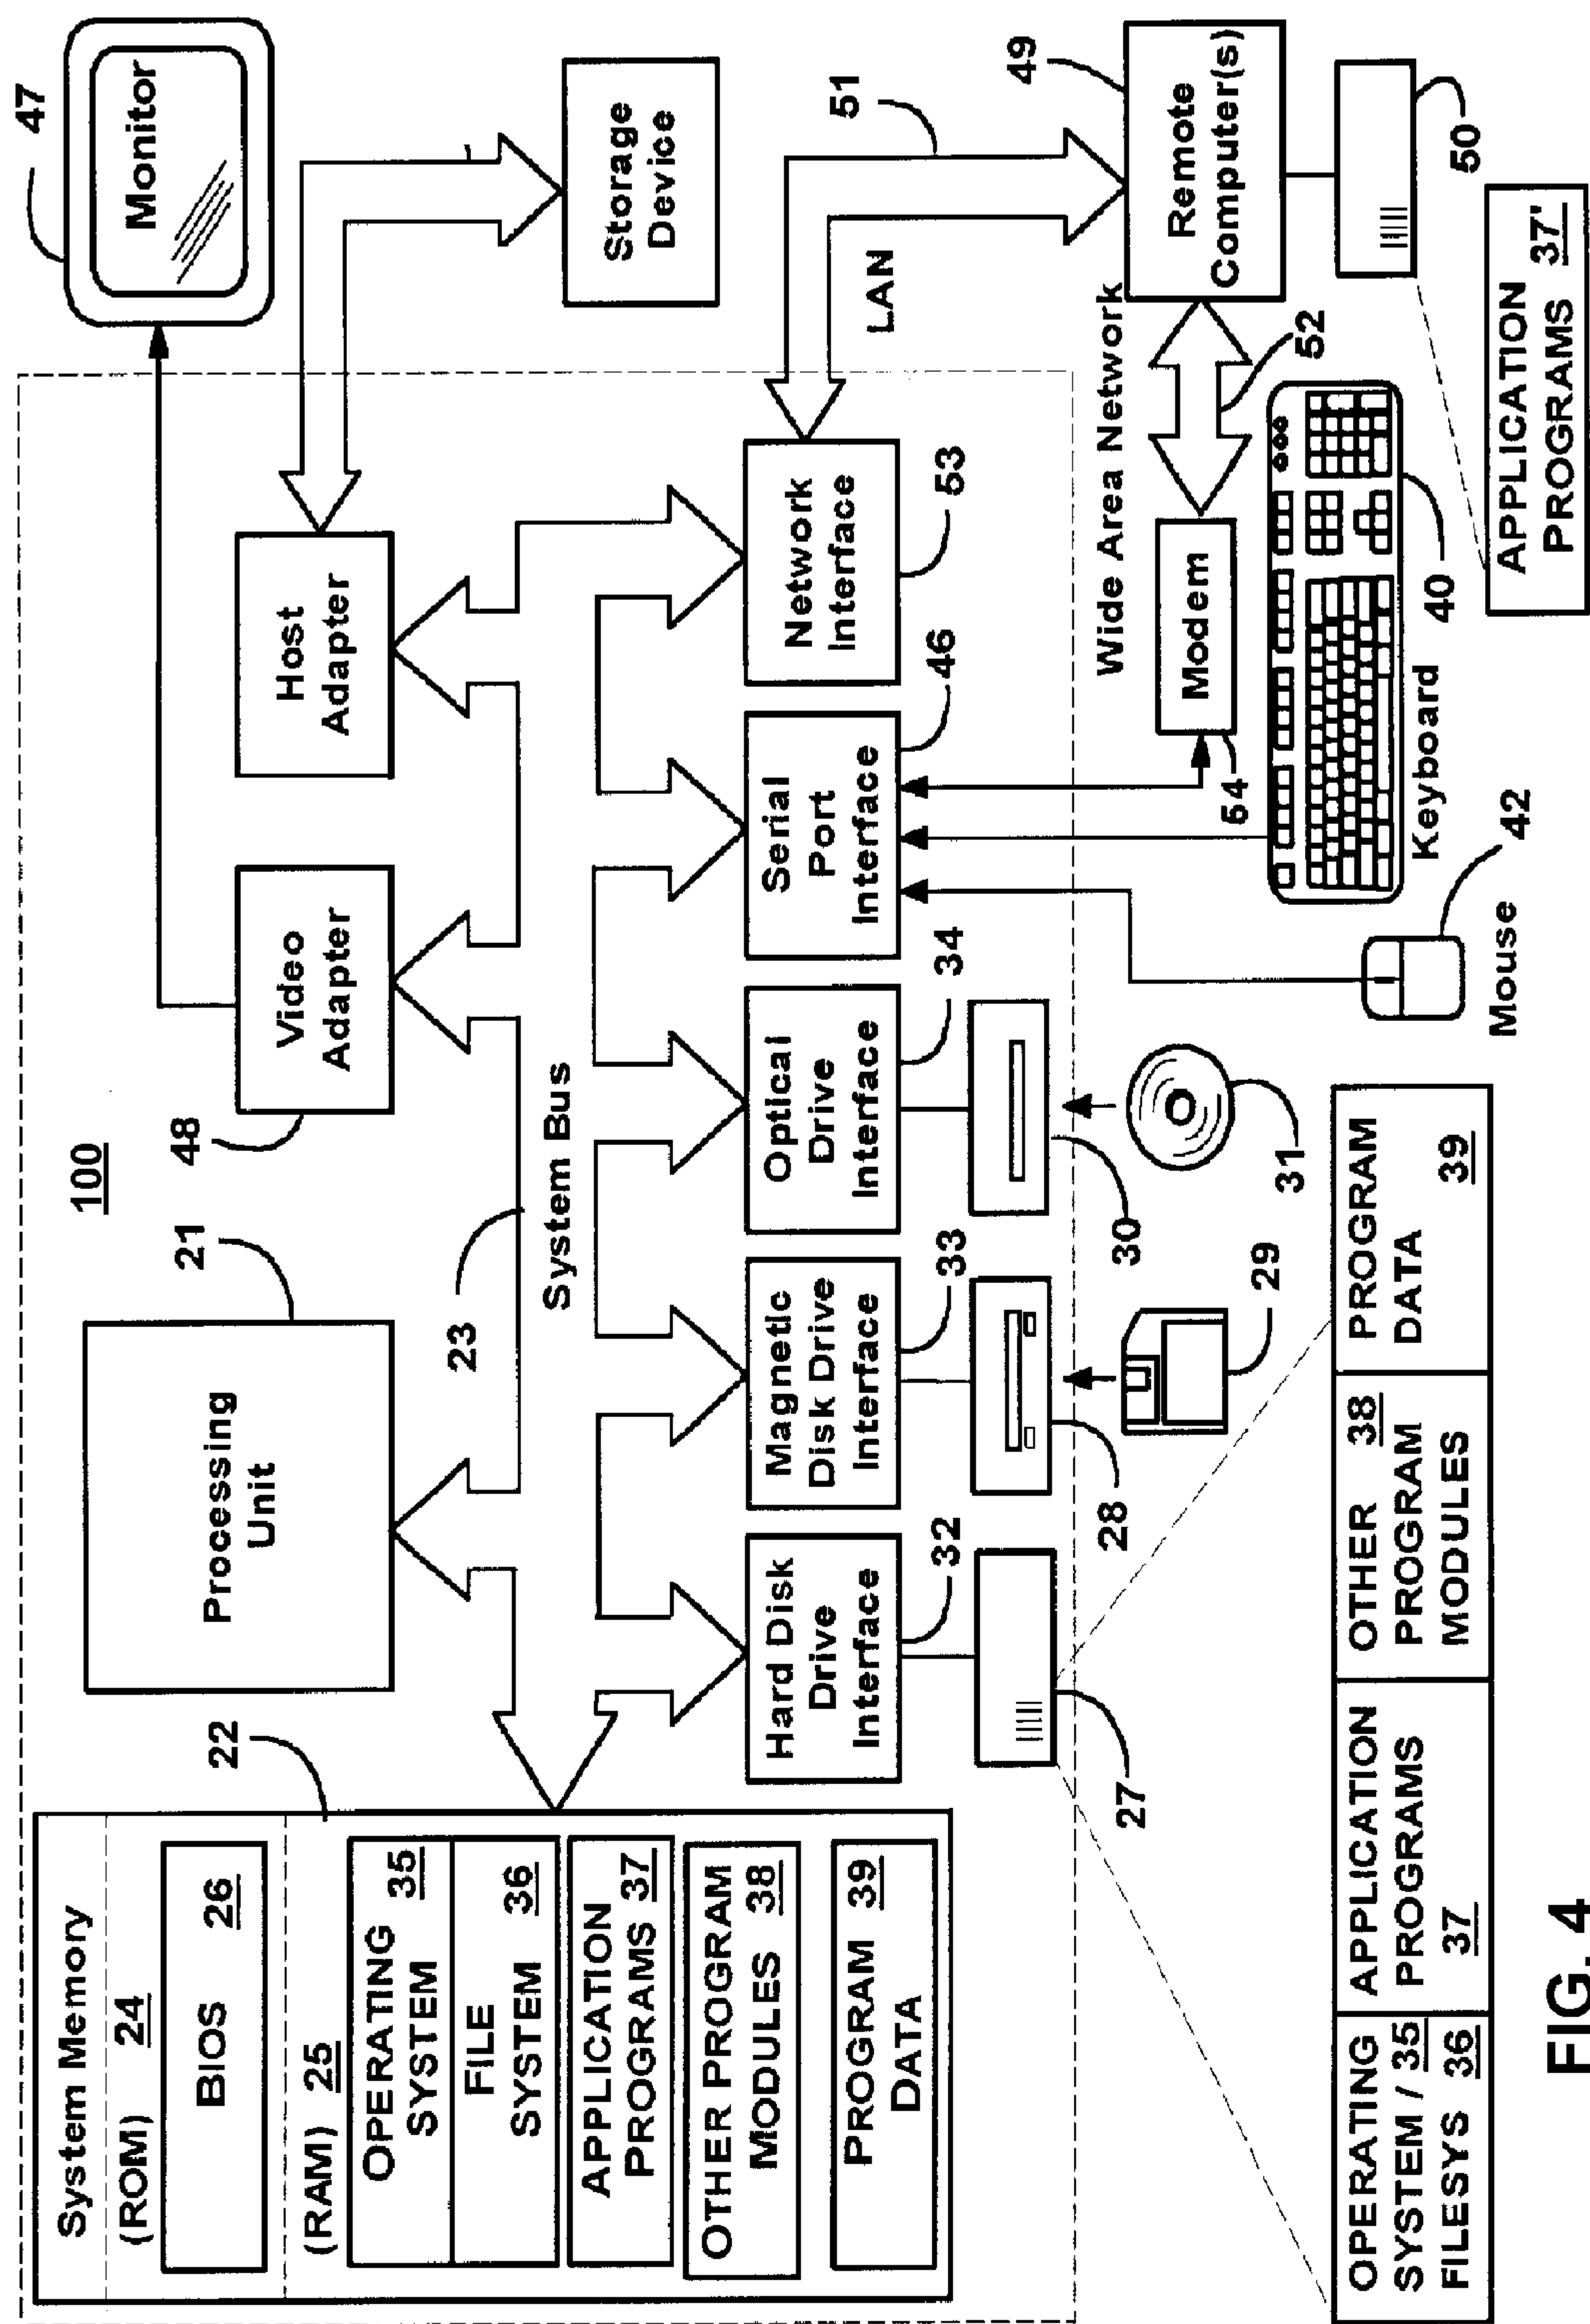 100
System Memory
(ROM) 24
BIOS 26
(RAM) 25
OPERATING
SYSTEM 35
FILE
SYSTEM 36
APPLICATION
PROGRAMS 37
OTHER PROGRAM
MODULES 38
PROGRAM 39
DATA
22
Processing
Unit
21
48
Video
Adapter
Host
Adapter
47
Monitor
Storage
Device
23
System Bus
Hard Disk
Drive
Interface
32
Magnetic
Disk Drive
Interface
33
Optical
Drive
Interface
34
Serial
Port
Interface
46
Network
Interface
53
LAN
51
49
Remote
Computer(s)
Wide Area Network
52
Modem
54
27
28
29
30
31
Mouse
42
Keyboard
40
50
APPLICATION
PROGRAMS 37'
OPERATING
SYSTEM / 35
FILESYS 36
APPLICATION
PROGRAMS
37
OTHER 38
PROGRAM
MODULES
PROGRAM
DATA
39
FIG. 4